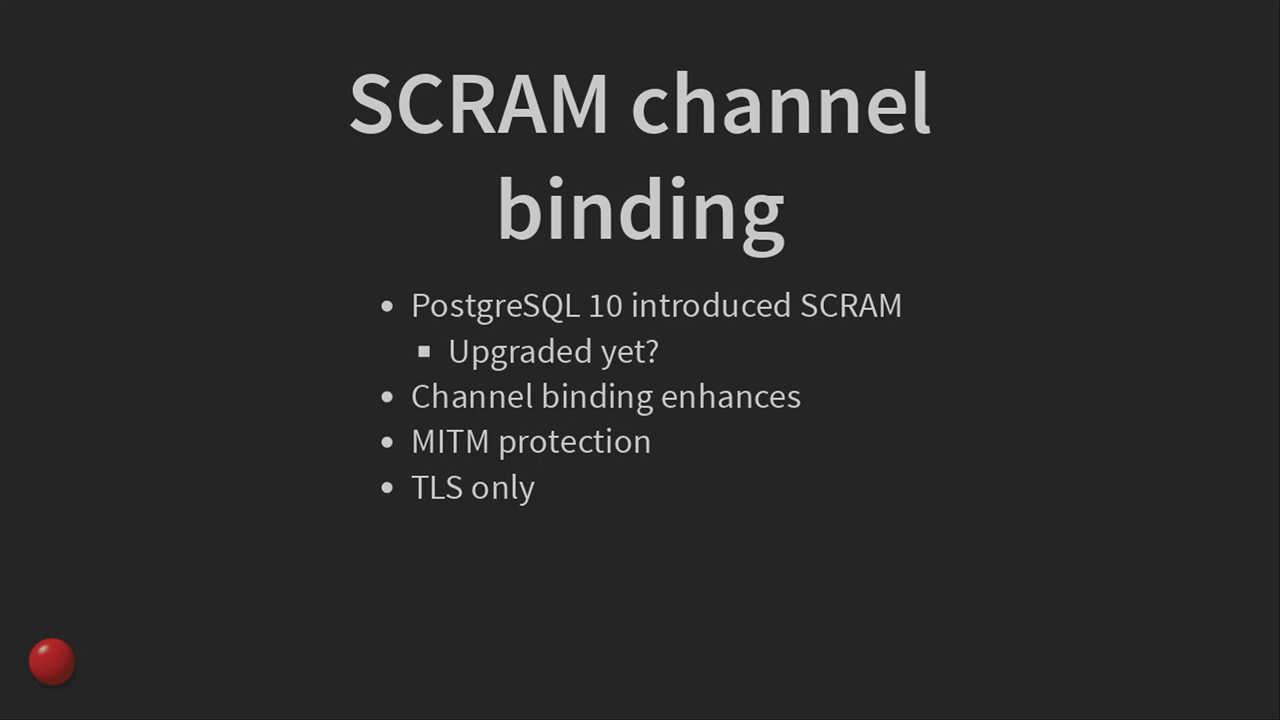 SCRAM channel
binding
• PostgreSQL 10 introduced SCRAM
▪ Upgraded yet?
• Channel binding enhances
• MITM protection
• TLS only